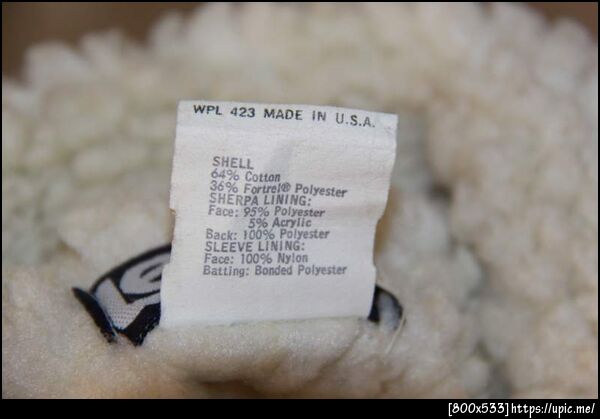 WPL 423 MADE IN U.S.A.
SHELL
64% Cotton
36% Fortrel® Polyester
SHERPA LINING:
Face: 95% Polyester
5% Acrylic
Back: 100% Polyester
SLEEVE LINING:
Face: 100% Nylon
Batting: Bonded Polyester
[800x533]https://upic.me/